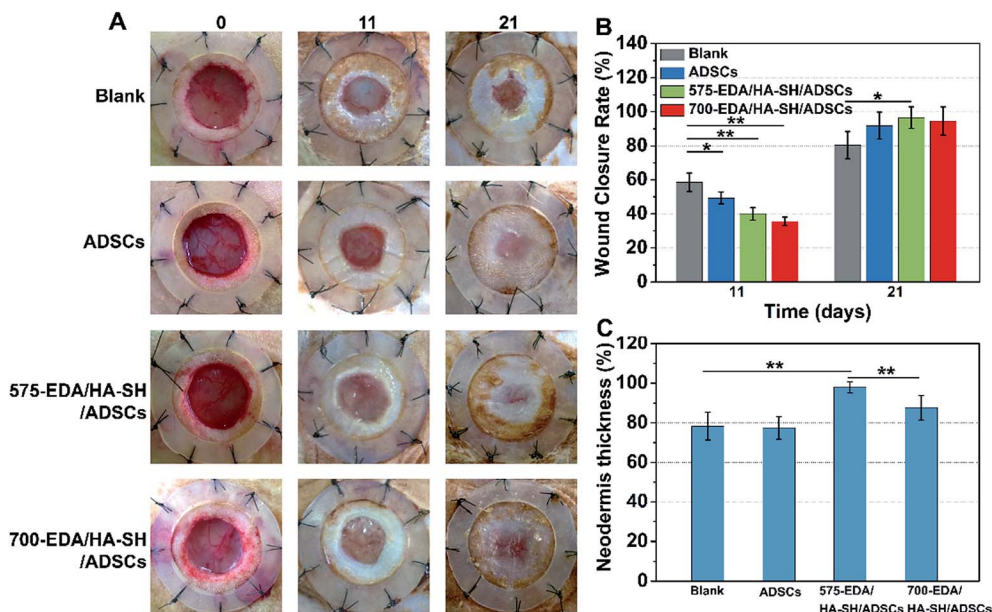 A
0
11
21
Blank
ADSCs
575-EDA/HA-SH
/ADSCs
700-EDA/HA-SH
/ADSCs
B
Wound Closure Rate (%)
140
120
100
80
60
40
20
0
Blank
ADSCs
575-EDA/HA-SH/ADSCs
700-EDA/HA-SH/ADSCs
**
**
*
*
11
21
Time (days)
C
Neodermis thickness (%)
120
100
80
60
40
20
0
**
**
Blank
ADSCs
575-EDA/
HA-SH/ADSCs
700-EDA/
HA-SH/ADSCs